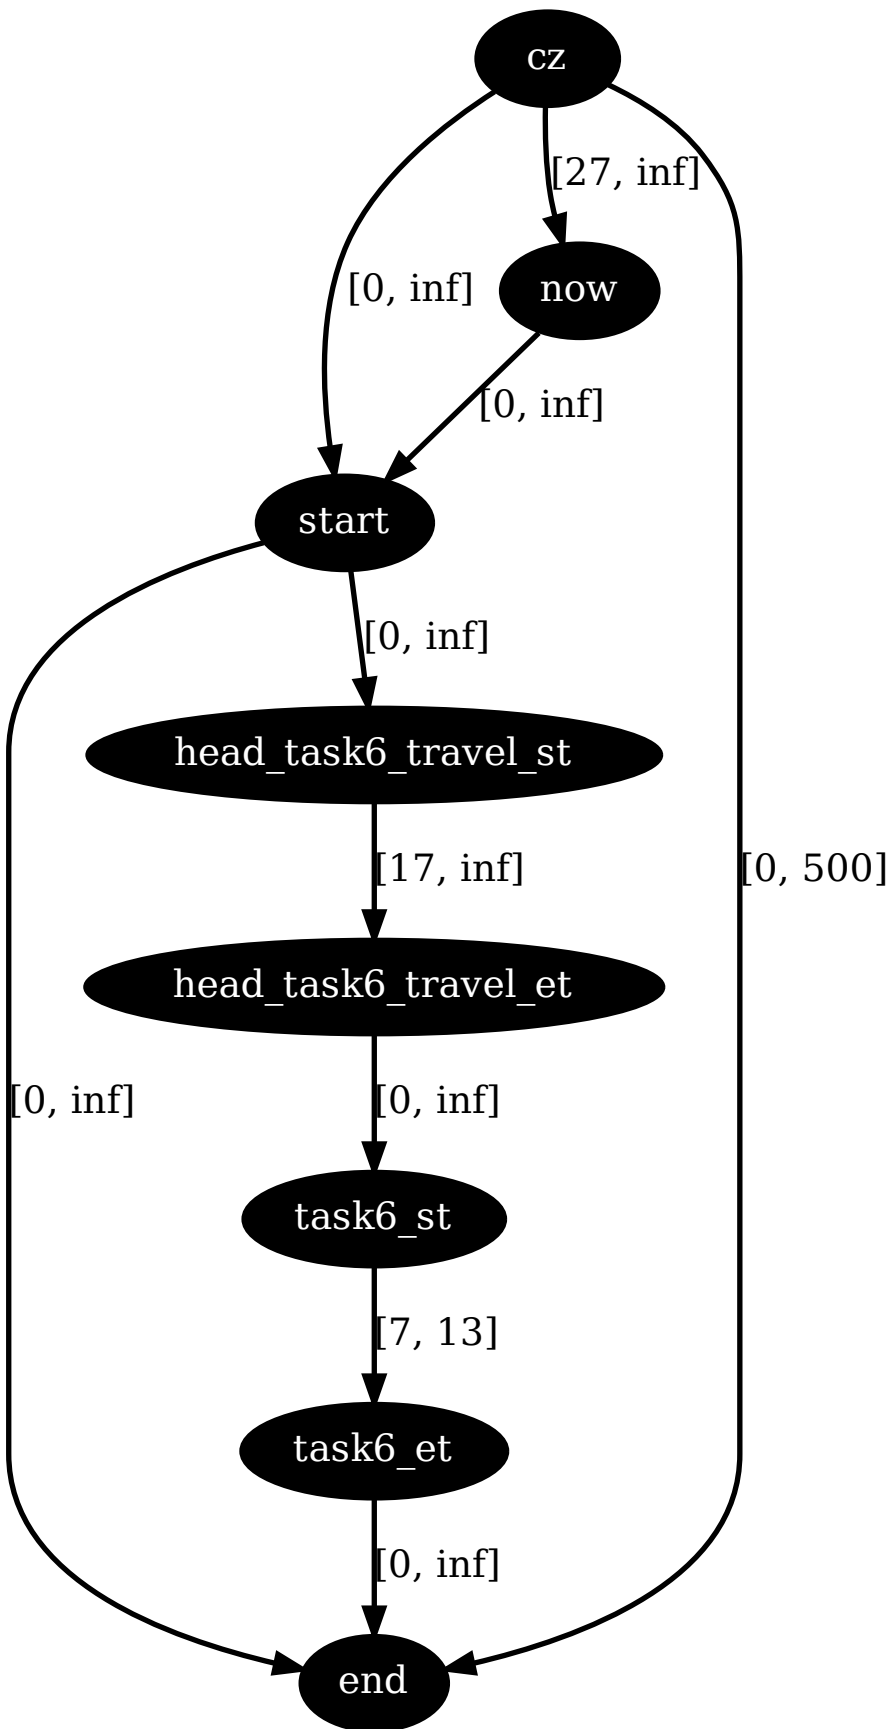 cz
[27, inf]
[0, inf]
now
[0, inf]
start
[0, inf]
head_task6_travel_st
[17, inf]
[0, 500]
head_task6_travel_et
[0, inf]
[0, inf]
task6_st
[7, 13]
task6_et
[0, inf]
end